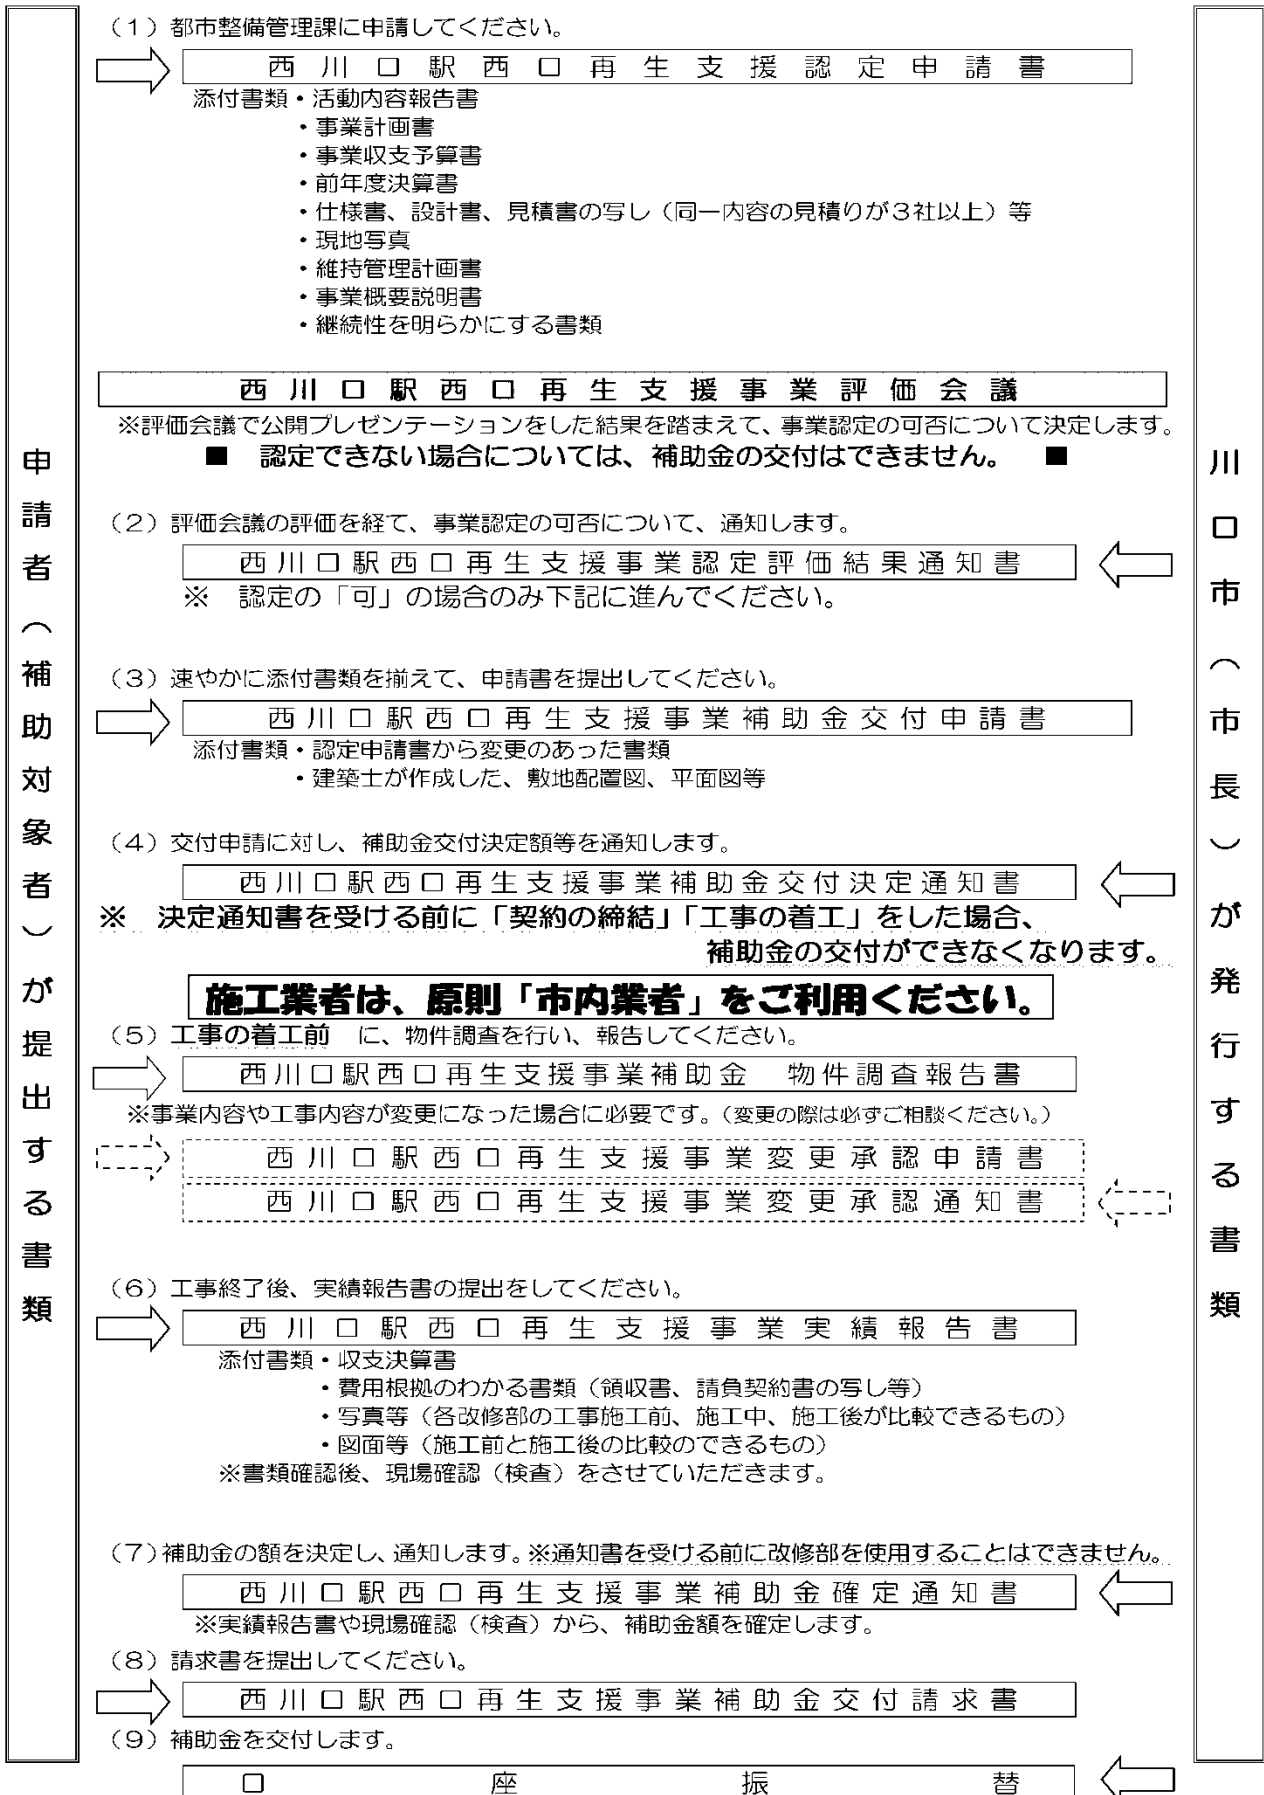 申請者（補助対象者）が提出する書類
（1）都市整備管理課に申請してください。
西川口駅西口再生支援認定申請書
添付書類・活動内容報告書
・事業計画書
・事業収支予算書
・前年度決算書
・仕様書、設計書、見積書の写し（同一内容の見積りが３社以上）等
・現地写真
・維持管理計画書
・事業概要説明書
・継続性を明らかにする書類
西川口駅西口再生支援事業評価会議
※評価会議で公開プレゼンテーションをした結果を踏まえて、事業認定の可否について決定します。
■　認定できない場合については、補助金の交付はできません。　■
（2）評価会議の評価を経て、事業認定の可否について、通知します。
西川口駅西口再生支援事業認定評価結果通知書
※　認定の「可」の場合のみ下記に進んでください。
（3）速やかに添付書類を揃えて、申請書を提出してください。
西川口駅西口再生支援事業補助金交付申請書
添付書類・認定申請書から変更のあった書類
・建築士が作成した、敷地配置図、平面図等
（4）交付申請に対し、補助金交付決定額等を通知します。
西川口駅西口再生支援事業補助金交付決定通知書
※　決定通知書を受ける前に「契約の締結」「工事の着工」をした場合、
補助金の交付ができなくなります。
施工業者は、原則「市内業者」をご利用ください。
（5）工事の着工前　に、物件調査を行い、報告してください。
西川口駅西口再生支援事業補助金　物件調査報告書
※事業内容や工事内容が変更になった場合に必要です。（変更の際は必ずご相談ください。）
西川口駅西口再生支援事業変更承認申請書
西川口駅西口再生支援事業変更承認通知書
（6）工事終了後、実績報告書の提出をしてください。
西川口駅西口再生支援事業実績報告書
添付書類・収支決算書
・費用根拠のわかる書類（領収書、請負契約書の写し等）
・写真等（各改修部の工事施工前、施工中、施工後が比較できるもの）
・図面等（施工前と施工後の比較のできるもの）
※書類確認後、現場確認（検査）をさせていただきます。
（7）補助金の額を決定し、通知します。※通知書を受ける前に改修部を使用することはできません。
西川口駅西口再生支援事業補助金確定通知書
※実績報告書や現場確認（検査）から、補助金額を確定します。
（8）請求書を提出してください。
西川口駅西口再生支援事業補助金交付請求書
（9）補助金を交付します。
口座振替
川口市（市長）が発行する書類